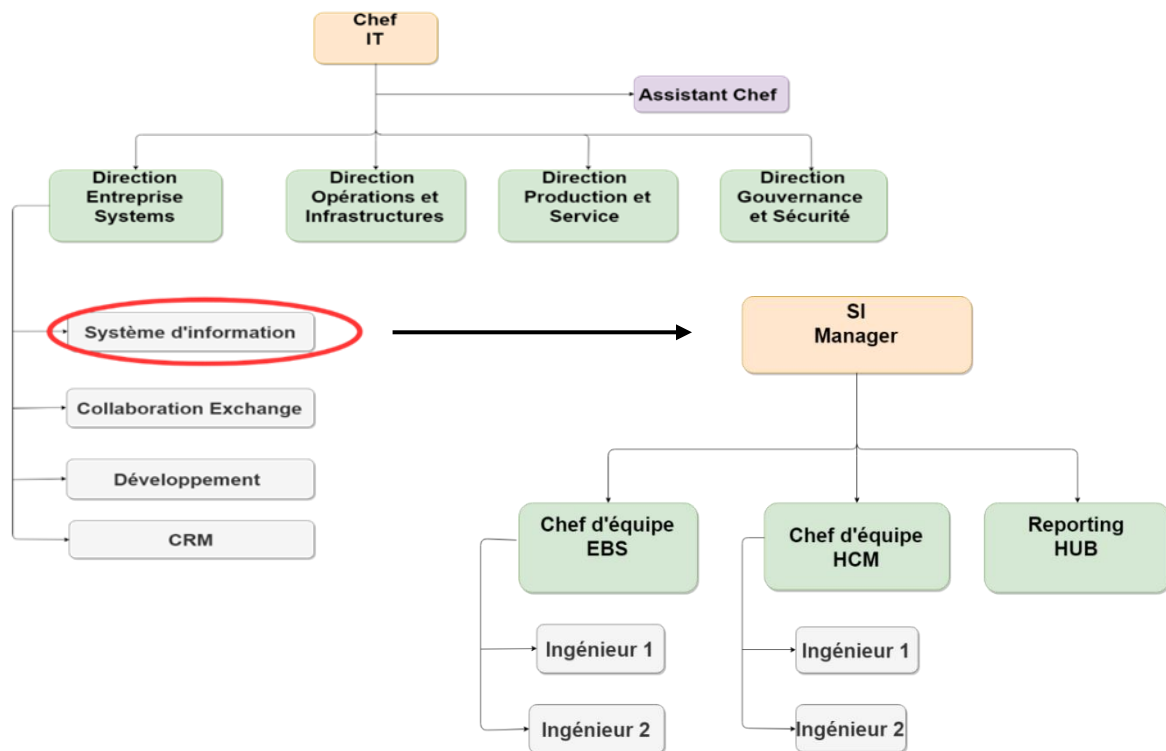 Chef
IT
Assistant Chef
Direction
Entreprise
Systems
Direction
Opérations et
Infrastructures
Direction
Production et
Service
Direction
Gouvernance
et Sécurité
Système d'information
Collaboration Exchange
Développement
CRM
SI
Manager
Chef d'équipe
EBS
Chef d'équipe
HCM
Reporting
HUB
Ingénieur 1
Ingénieur 2
Ingénieur 1
Ingénieur 2